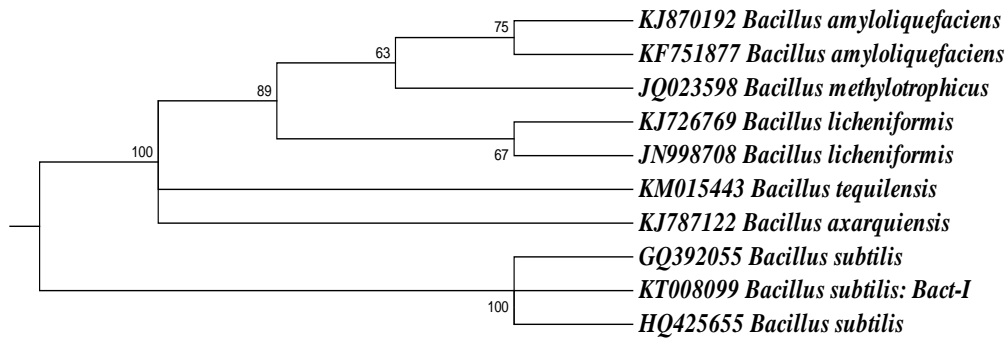 KJ870192 Bacillus amyloliquefaciens
75
KF751877 Bacillus amyloliquefaciens
63
JQ023598 Bacillus methylotrophicus
89
KJ726769 Bacillus licheniformis
67
JN998708 Bacillus licheniformis
100
KM015443 Bacillus tequilensis
KJ787122 Bacillus axarquiensis
GQ392055 Bacillus subtilis
KT008099 Bacillus subtilis: Bact-I
100
HQ425655 Bacillus subtilis